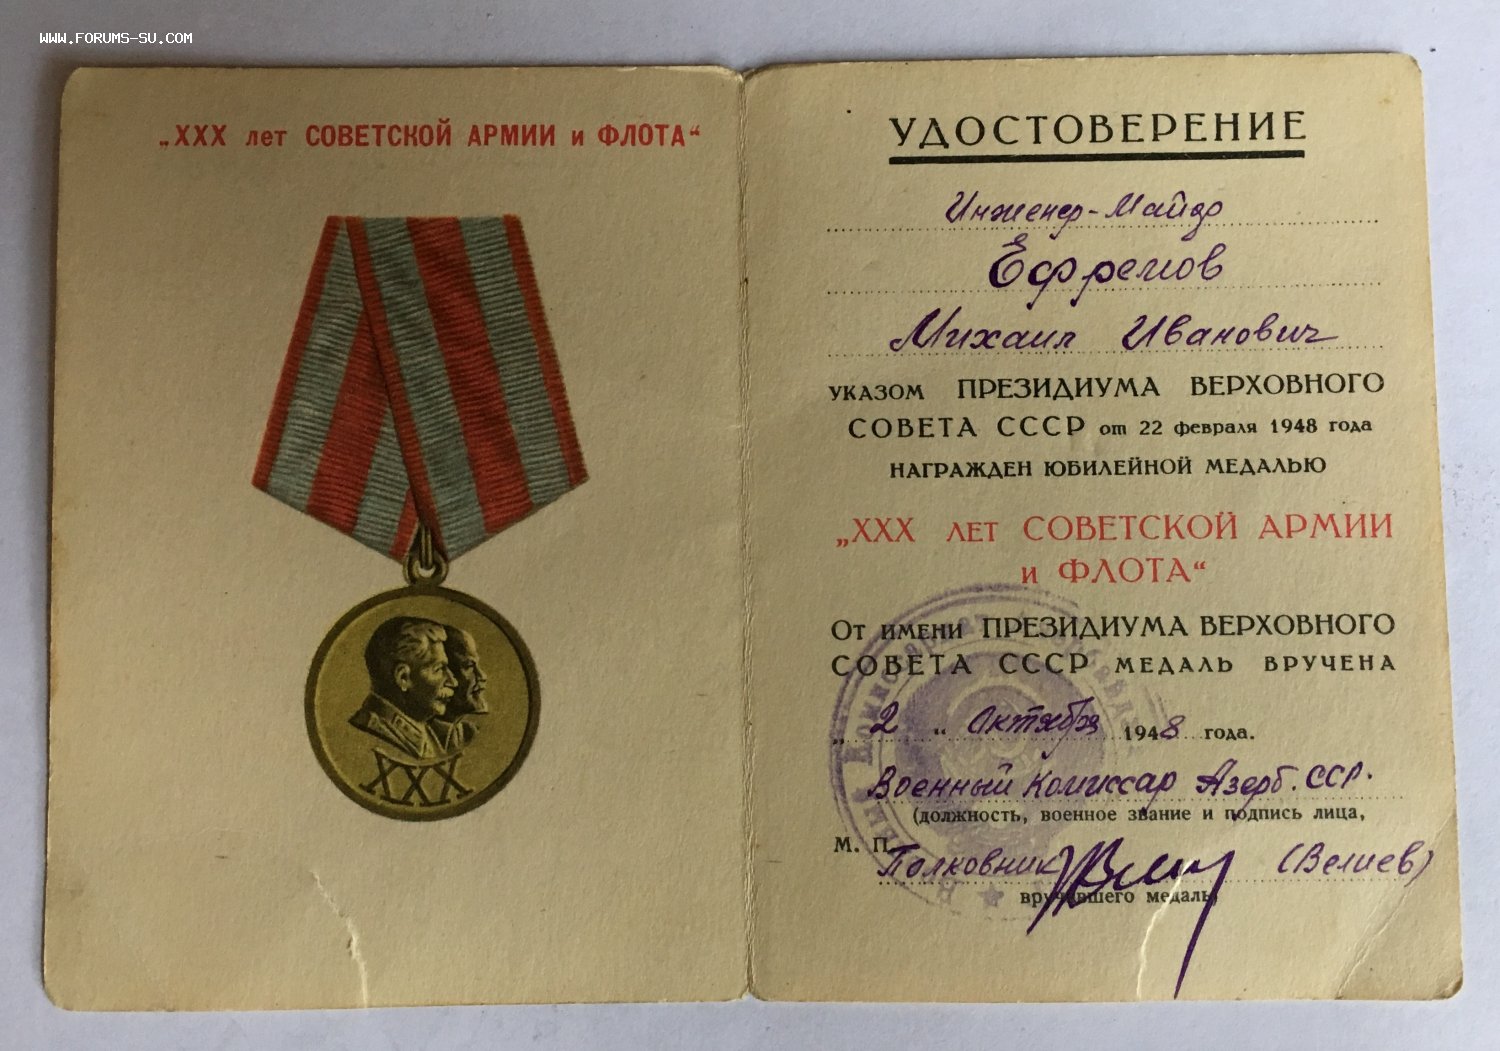 WWW.FORUMS-SU.COM
„XXX лет СОВЕТСКОЙ АРМИИ и ФЛОТА“
XXX
УДОСТОВЕРЕНИЕ
Инженер-Майор
Ефремов
Михаил Иванович
УКАЗОМ ПРЕЗИДИУМА ВЕРХОВНОГО
СОВЕТА СССР от 22 февраля 1948 года
НАГРАЖДЕН ЮБИЛЕЙНОЙ МЕДАЛЬЮ
„XXX ЛЕТ СОВЕТСКОЙ АРМИИ
и ФЛОТА“
От имени ПРЕЗИДИУМА ВЕРХОВНОГО
СОВЕТА СССР МЕДАЛЬ ВРУЧЕНА
„2“ Октября 1948 года.
Военный Комиссар Азерб. ССР.
(должность, военное звание и подпись лица,
М. П.
Полковник (Велиев)
вручившего медаль)